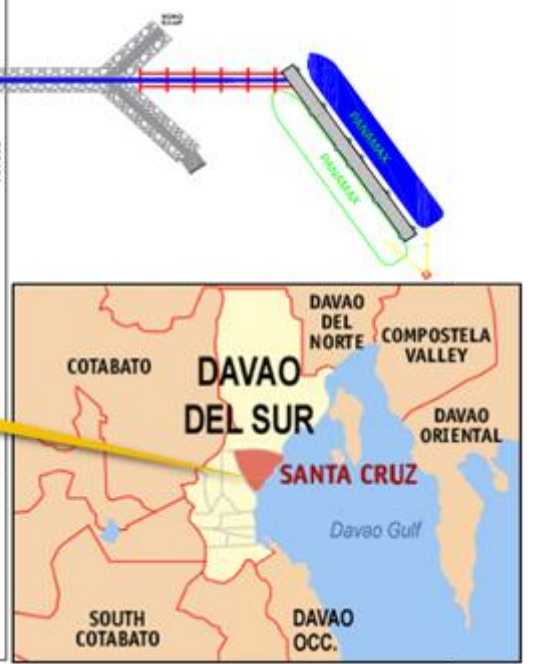 PANAMAX
PANAMAX
DAVAO
DEL
NORTE
COMPOSTELA
VALLEY
COTABATO
DAVAO
DEL SUR
DAVAO
ORIENTAL
SANTA CRUZ
Davao Gulf
SOUTH
COTABATO
DAVAO
OCC.